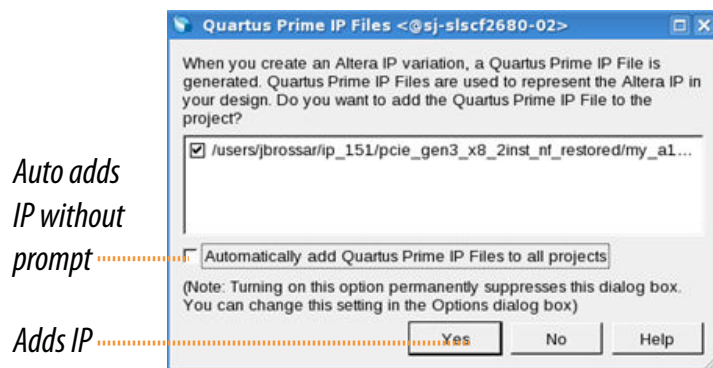 Quartus Prime IP Files <@sj-slscf2680-02>
When you create an Altera IP variation, a Quartus Prime IP File is
generated. Quartus Prime IP Files are used to represent the Altera IP in
your design. Do you want to add the Quartus Prime IP File to the
project?
/users/jbrossar/ip_151/pcie_gen3_x8_2inst_nf_restored/my_a1...
Auto adds
IP without
prompt
Automatically add Quartus Prime IP Files to all projects
(Note: Turning on this option permanently suppresses this dialog box.
You can change this setting in the Options dialog box)
Adds IP
Yes No Help